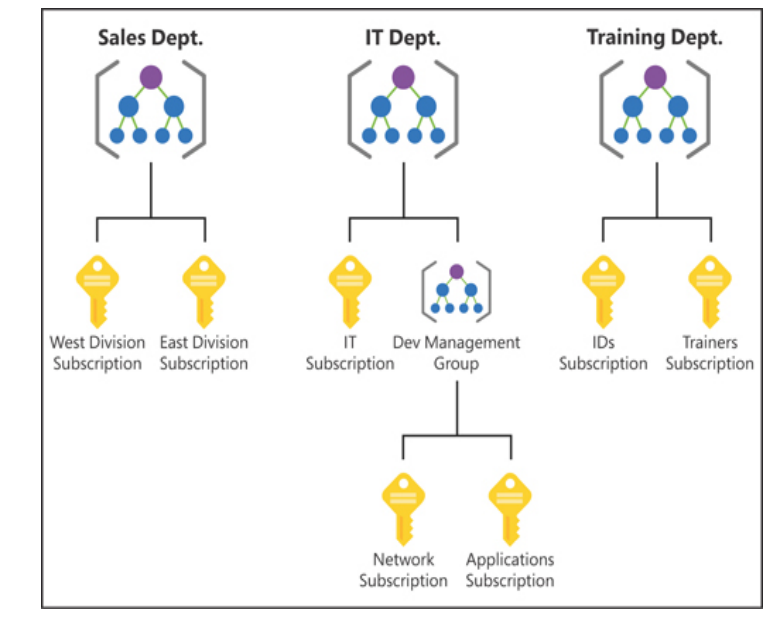 Sales Dept.
IT Dept.
Training Dept.
West Division
Subscription
East Division
Subscription
IT
Subscription
Dev Management
Group
IDs
Subscription
Trainers
Subscription
Network
Subscription
Applications
Subscription